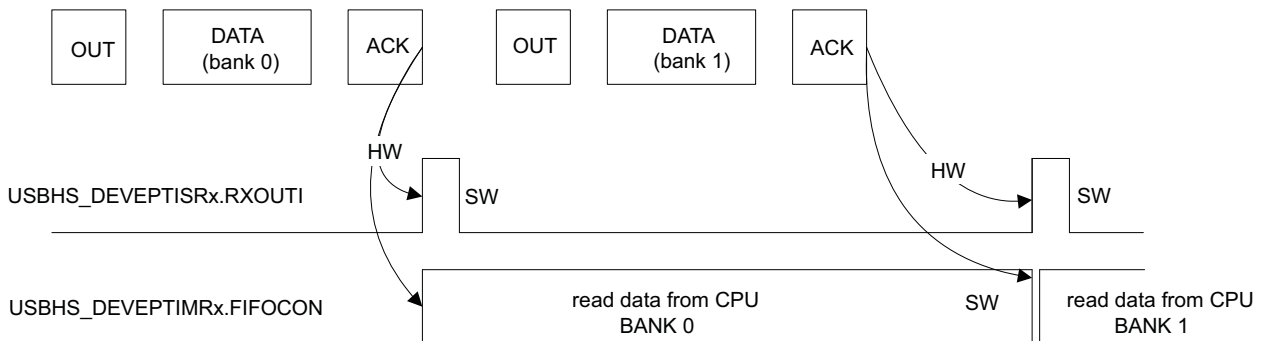 OUT
DATA
(bank 0)
ACK
OUT
DATA
(bank 1)
ACK
HW
HW
USBHS_DEVEPTISRx.RXOUTI
SW
SW
USBHS_DEVEPTIMRx.FIFOCON
read data from CPU
BANK 0
SW
read data from CPU
BANK 1